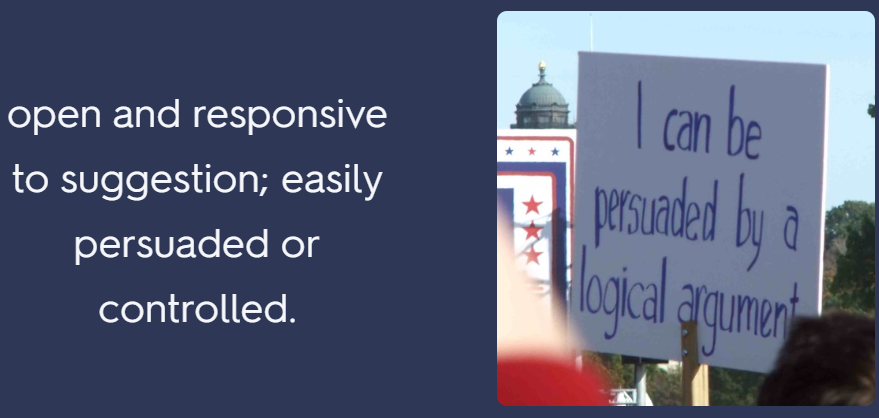 open and responsive
to suggestion; easily
persuaded or
controlled.
I can be
persuaded by a
logical argument